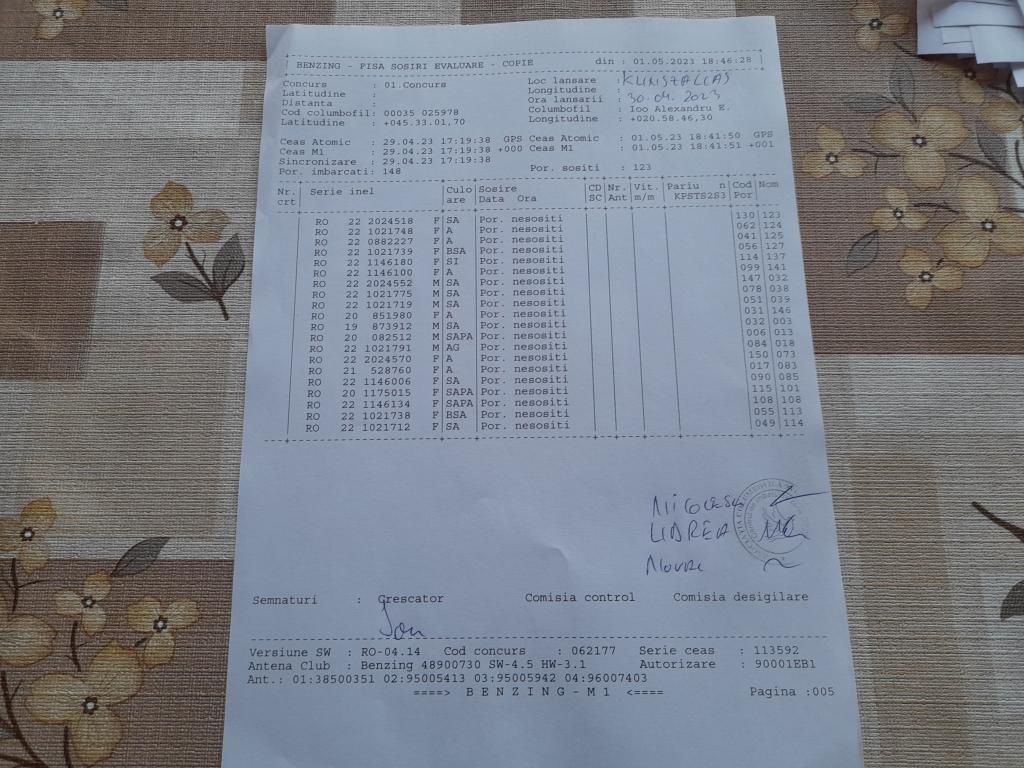 BENZING - FISA SOSIRI EVALUARE - COPIE din : 01.05.2023 18:46:28
Concurs : 01.Concurs Loc lansare :
Latitudine : Longitudine :
Distanta : Ora lansarii : 30.04.2023
Cod columbofil: 00035 025978 Columbofil : Ioo Alexandru E.
Latitudine : +045.33.01,70 Longitudine : +020.58.46,30
Ceas Atomic : 29.04.23 17:19:38 GPS Ceas Atomic : 01.05.23 18:41:50 GPS
Ceas M1 : 29.04.23 17:19:38 +000 Ceas M1 : 01.05.23 18:41:51 +001
Sincronizare : 29.04.23 17:19:38
Por. imbarcati: 148 Por. sositi : 123
Nr. Serie inel Culo Sosire CD Nr. Vit. Pariu n Cod Nom
crt are Data Ora SC Ant m/m KPSTS2S3 Por
RO 22 2024518 F SA Por. nesositi 130 123
RO 22 1021748 F A Por. nesositi 062 124
RO 22 0882227 F A Por. nesositi 041 125
RO 22 1021739 F BSA Por. nesositi 056 127
RO 22 1146180 F SI Por. nesositi 114 137
RO 22 1146100 F A Por. nesositi 099 141
RO 22 2024552 M SA Por. nesositi 147 032
RO 22 1021775 M SA Por. nesositi 078 038
RO 22 1021719 M SA Por. nesositi 051 039
RO 20 851980 F A Por. nesositi 031 146
RO 19 873912 M SA Por. nesositi 032 003
RO 20 082512 M SAPA Por. nesositi 006 013
RO 22 1021791 M AG Por. nesositi 084 018
RO 22 2024570 F A Por. nesositi 150 073
RO 21 528760 F A Por. nesositi 017 083
RO 22 1146006 F SA Por. nesositi 090 085
RO 20 1175015 F SAPA Por. nesositi 115 101
RO 22 1146134 F SAPA Por. nesositi 108 108
RO 22 1021738 F BSA Por. nesositi 055 113
RO 22 1021712 F SA Por. nesositi 049 114
Semnaturi : Crescator Comisia control Comisia desigilare
Versiune SW : RO-04.14 Cod concurs : 062177 Serie ceas : 113592
Antena Club : Benzing 48900730 SW-4.5 HW-3.1 Autorizare : 90001EB1
Ant.: 01:38500351 02:95005413 03:95005942 04:96007403
====> B E N Z I N G - M 1 <==== Pagina :005